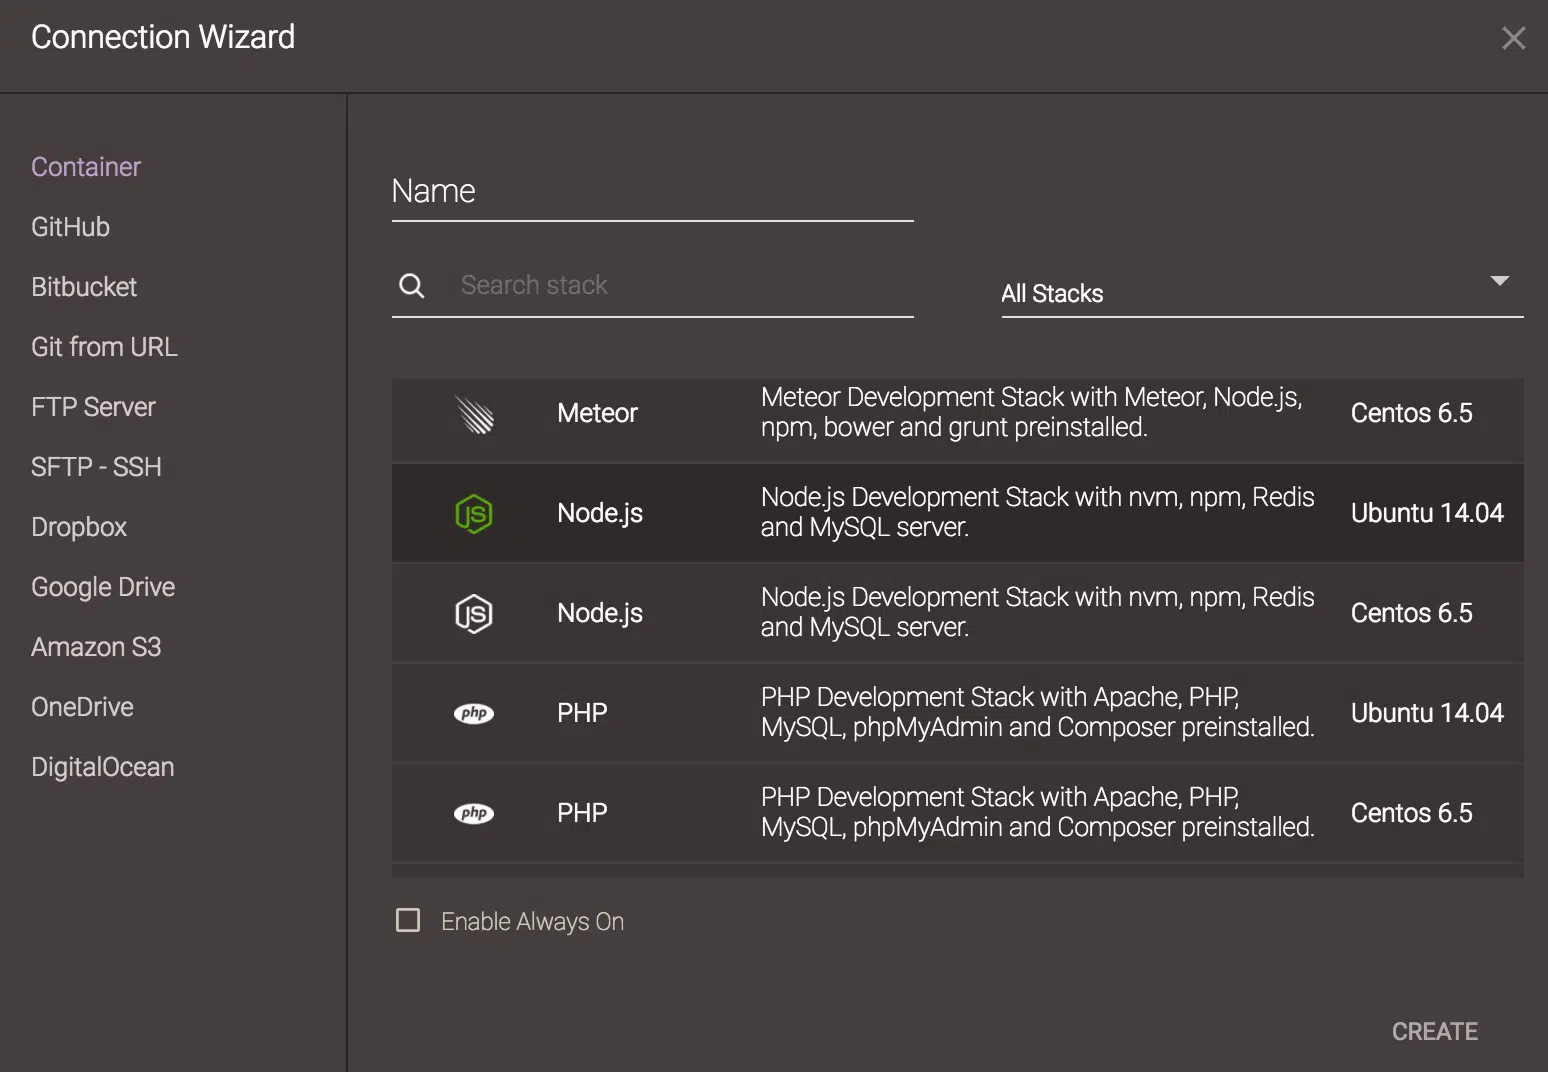 Connection Wizard
Container
GitHub
Bitbucket
Git from URL
FTP Server
SFTP - SSH
Dropbox
Google Drive
Amazon S3
OneDrive
DigitalOcean
Name
Search stack
All Stacks
Meteor
Meteor Development Stack with Meteor, Node.js,
npm, bower and grunt preinstalled.
Centos 6.5
JS
Node.js
Node.js Development Stack with nvm, npm, Redis
and MySQL server.
Ubuntu 14.04
JS
Node.js
Node.js Development Stack with nvm, npm, Redis
and MySQL server.
Centos 6.5
php
PHP
PHP Development Stack with Apache, PHP,
MySQL, phpMyAdmin and Composer preinstalled.
Ubuntu 14.04
php
PHP
PHP Development Stack with Apache, PHP,
MySQL, phpMyAdmin and Composer preinstalled.
Centos 6.5
Enable Always On
CREATE